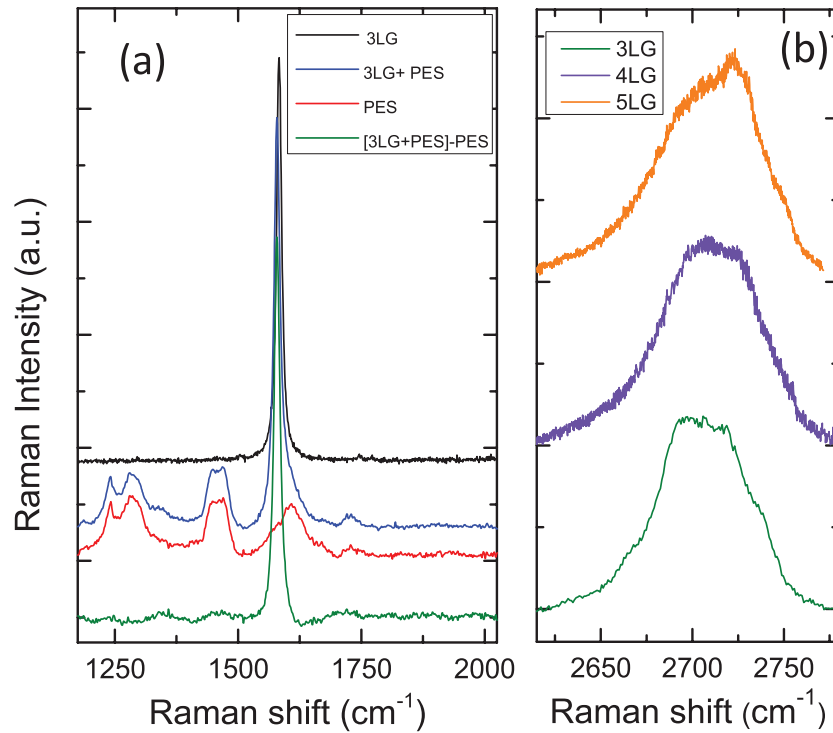 (a)
3LG
3LG+ PES
PES
[3LG+PES]-PES
(b)
3LG
4LG
5LG
Raman Intensity (a.u.)
1250 1500 1750 2000
Raman shift (cm⁻¹)
2650 2700 2750
Raman shift (cm⁻¹)